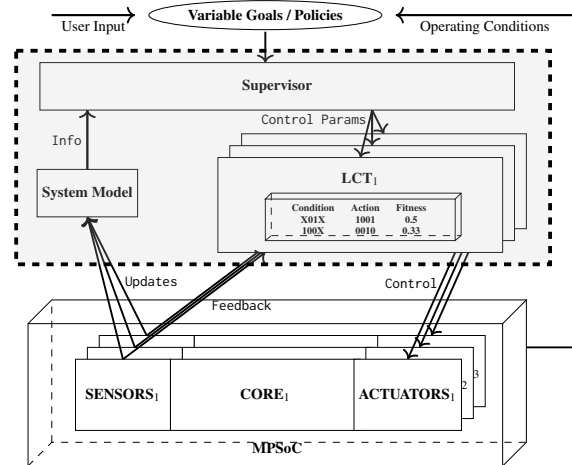 Variable Goals / Policies
User Input
Operating Conditions
Supervisor
Control Params
Info
System Model
LCT1
Condition Action Fitness
X01X 1001 0.5
100X 0010 0.33
Updates
Feedback
Control
SENSORS1
CORE1
ACTUATORS1
2
3
MPSoC